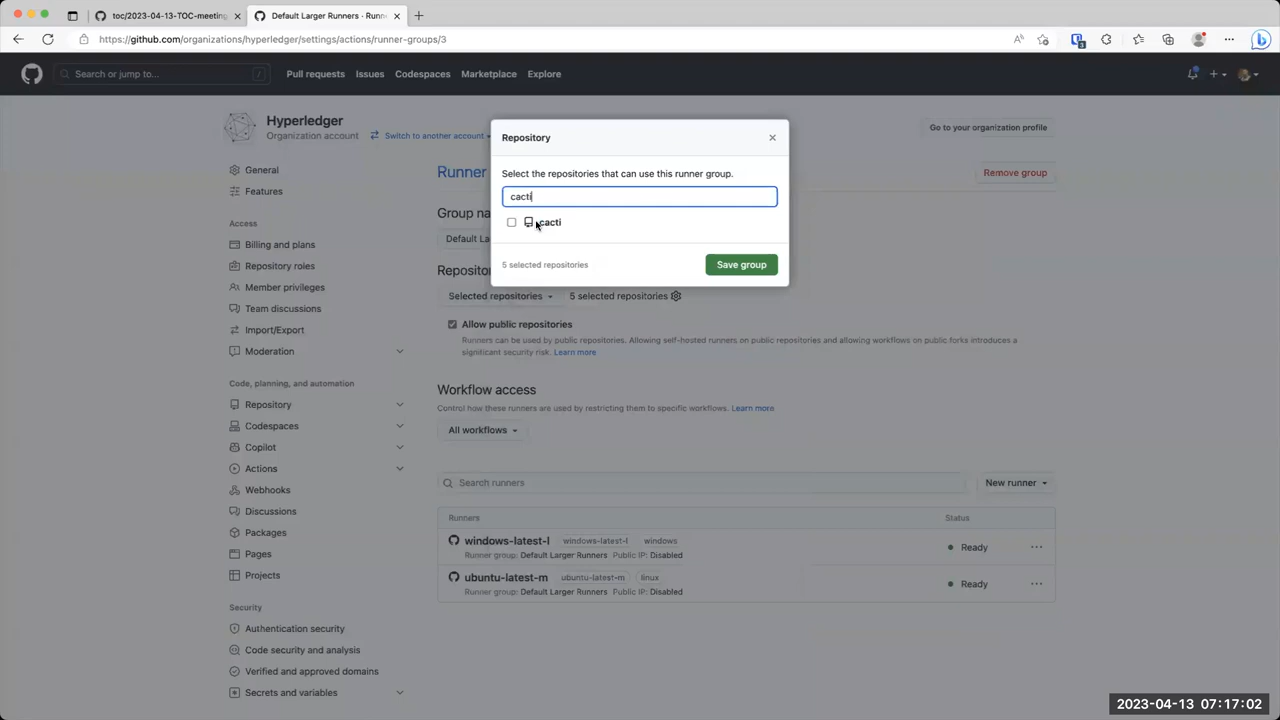 toc/2023-04-13-TOC-meeting
Default Larger Runners · Runn
https://github.com/organizations/hyperledger/settings/actions/runner-groups/3
Search or jump to...
/
Pull requests
Issues
Codespaces
Marketplace
Explore
Hyperledger
Organization account
Switch to another account
Go to your organization profile
General
Features
Access
Billing and plans
Repository roles
Member privileges
Team discussions
Import/Export
Moderation
Code, planning, and automation
Repository
Codespaces
Copilot
Actions
Webhooks
Discussions
Packages
Pages
Projects
Security
Authentication security
Code security and analysis
Verified and approved domains
Secrets and variables
Runner
Remove group
Group na
Default La
Reposito
Selected repositories
5 selected repositories
Repository
Select the repositories that can use this runner group.
cacti
cacti
5 selected repositories
Save group
Allow public repositories
Runners can be used by public repositories. Allowing self-hosted runners on public repositories and allowing workflows on public forks introduces a
significant security risk. Learn more
Workflow access
Control how these runners are used by restricting them to specific workflows. Learn more
All workflows
Search runners
New runner
Runners
Status
windows-latest-l windows-latest-l windows
Runner group: Default Larger Runners Public IP: Disabled
Ready
ubuntu-latest-m ubuntu-latest-m linux
Runner group: Default Larger Runners Public IP: Disabled
Ready
2023-04-13 07:17:02